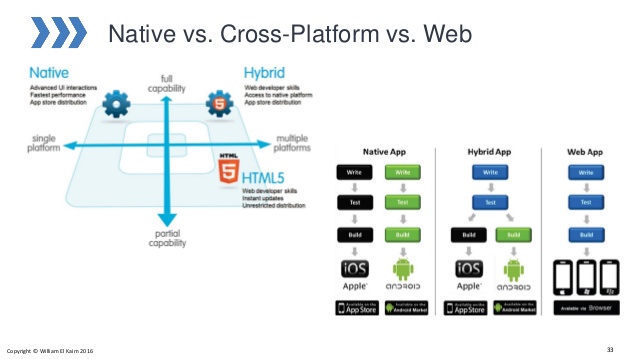 Native vs. Cross-Platform vs. Web
Native
Advanced UI interactions
Fastest performance
App store distribution
full
capability
Hybrid
Web developer skills
Access to native platform
App store distribution
5
single
platform
multiple
platforms
HTML
5
HTML5
Web developer skills
Instant updates
Unrestricted distribution
partial
capability
Native App
Write
Write
Test
Test
Build
Build
iOS
Apple
ANDROID
Available on the
App Store
Available on the
Android Market
Hybrid App
Write
Test
Build
Build
iOS
Apple
ANDROID
Available on the
App Store
Available on the
Android Market
Web App
Write
Test
Build
Available via Browser
Copyright © William El Kaim 2016
33